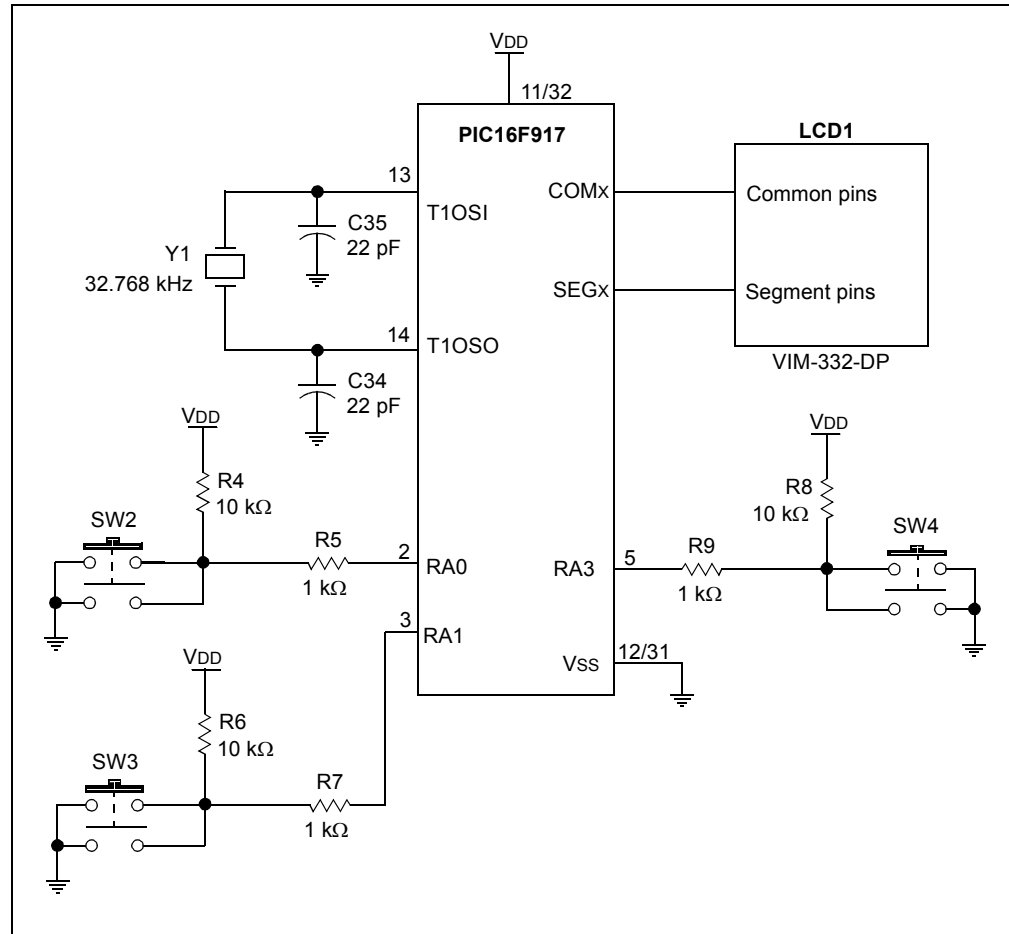 VDD
11/32
PIC16F917
LCD1
13
COMx
Common pins
T1OSI
C35
22 pF
Y1
32.768 kHz
SEGx
Segment pins
14
T1OSO
VIM-332-DP
C34
22 pF
VDD
VDD
R4
10 kΩ
R8
10 kΩ
SW2
SW4
R5
2
RA0
RA3
5
R9
1 kΩ
1 kΩ
3
RA1
VDD
12/31
VSS
R6
10 kΩ
SW3
R7
1 kΩ